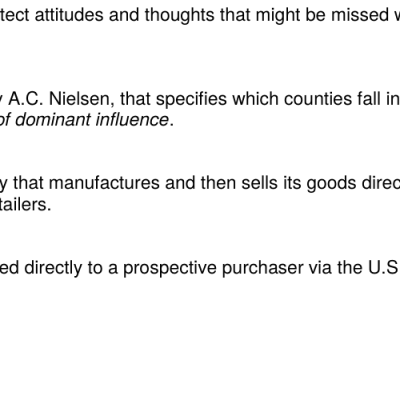 tect attitudes and thoughts that might be missed
A.C. Nielsen, that specifies which counties fall in
of dominant influence.
that manufactures and then sells its goods
tailers.
ed directly to a prospective purchaser via the U.S